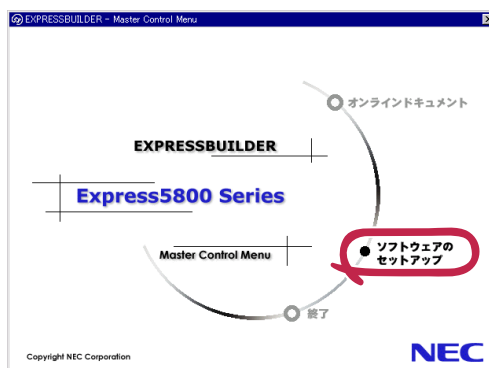 EXPRESSBUILDER - Master Control Menu
オンラインドキュメント
EXPRESSBUILDER
Express5800 Series
Master Control Menu
ソフトウェアの
セットアップ
終了
Copyright NEC Corporation
NEC